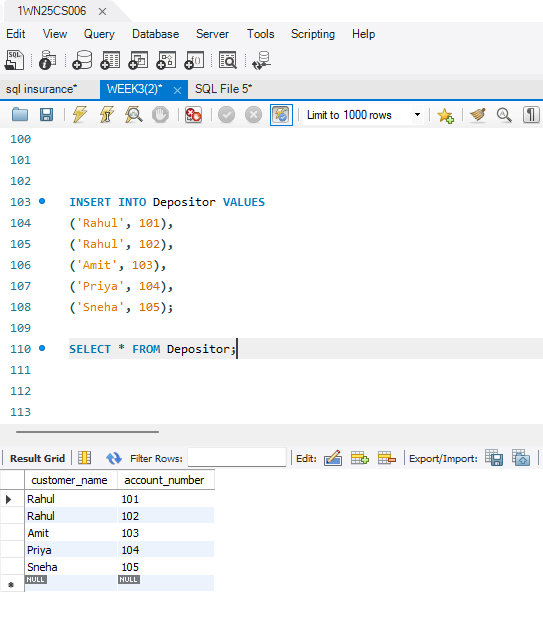 1WN25CS006 ×
Edit View Query Database Server Tools Scripting Help
SQL
sql insurance* WEEK3(2)* × SQL File 5*
Limit to 1000 rows
100
101
102
103 INSERT INTO Depositor VALUES
104 ('Rahul', 101),
105 ('Rahul', 102),
106 ('Amit', 103),
107 ('Priya', 104),
108 ('Sneha', 105);
109
110 SELECT * FROM Depositor;
111
112
113
Result Grid Filter Rows: Edit: Export/Import:
customer_name account_number
Rahul 101
Rahul 102
Amit 103
Priya 104
Sneha 105
NULL NULL